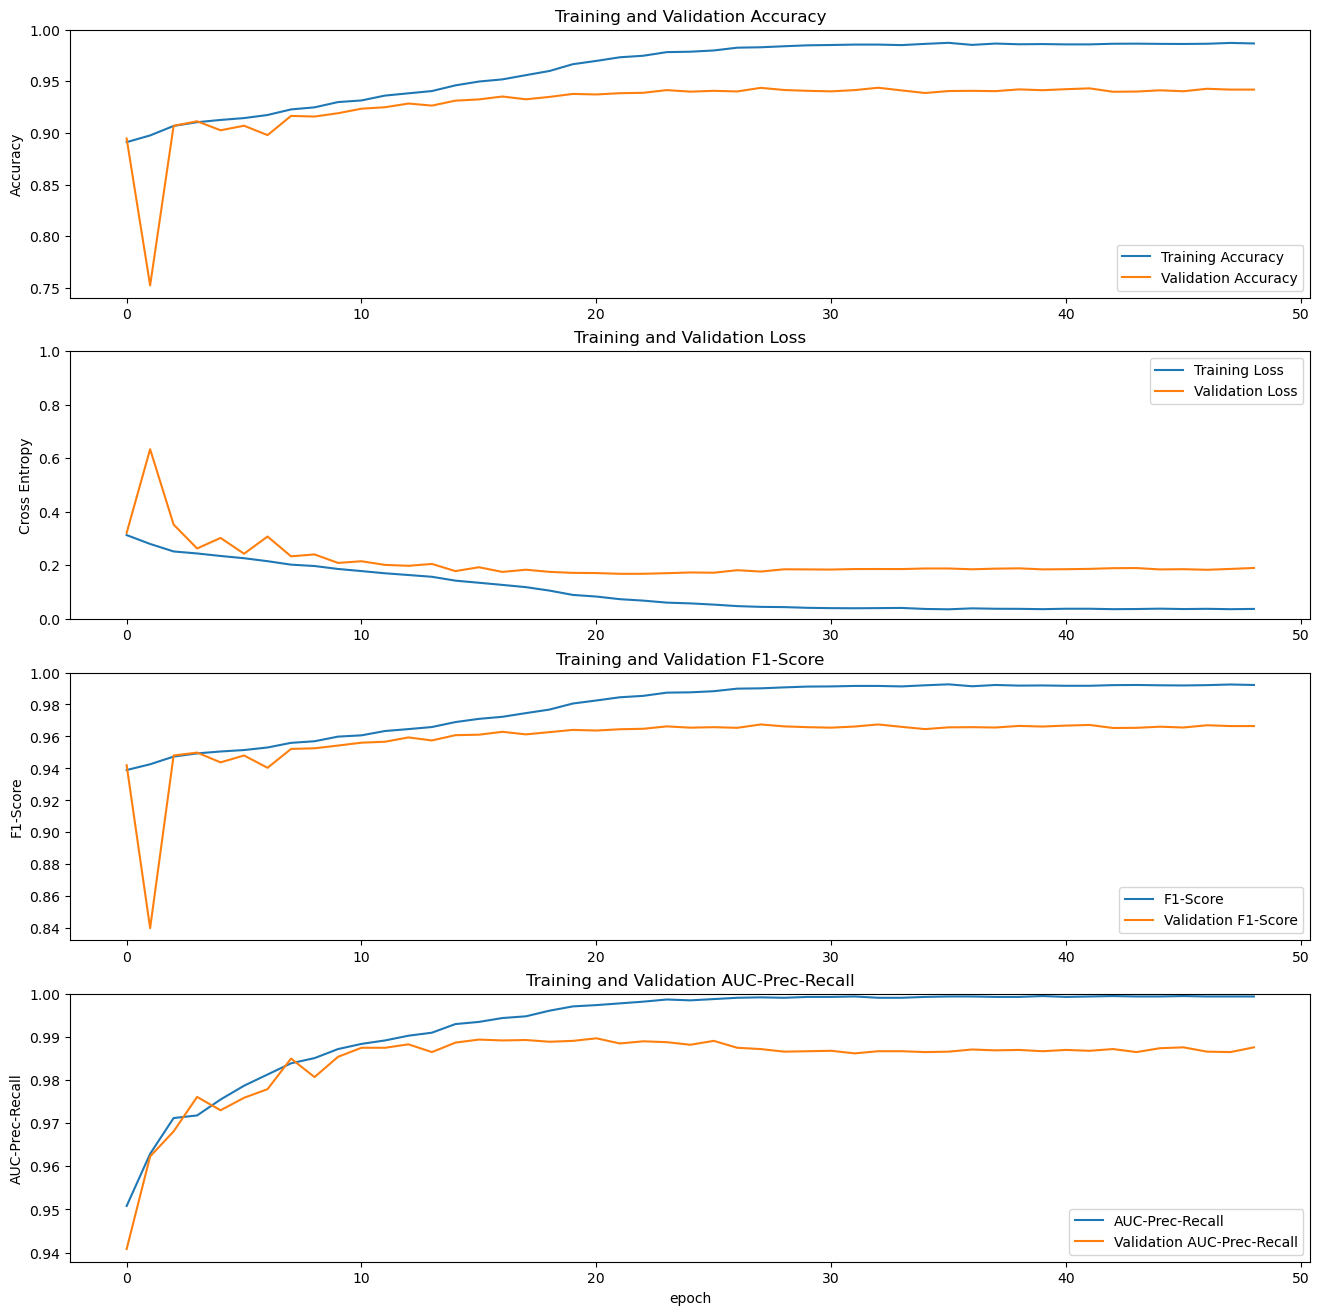 Training and Validation Accuracy
Accuracy
1.00
0.95
0.90
0.85
0.80
0.75
Training Accuracy
Validation Accuracy
0 10 20 30 40 50
Training and Validation Loss
Cross Entropy
1.0
0.8
0.6
0.4
0.2
0.0
Training Loss
Validation Loss
0 10 20 30 40 50
Training and Validation F1-Score
F1-Score
1.00
0.98
0.96
0.94
0.92
0.90
0.88
0.86
0.84
F1-Score
Validation F1-Score
0 10 20 30 40 50
Training and Validation AUC-Prec-Recall
AUC-Prec-Recall
1.00
0.99
0.98
0.97
0.96
0.95
0.94
AUC-Prec-Recall
Validation AUC-Prec-Recall
0 10 20 30 40 50
epoch